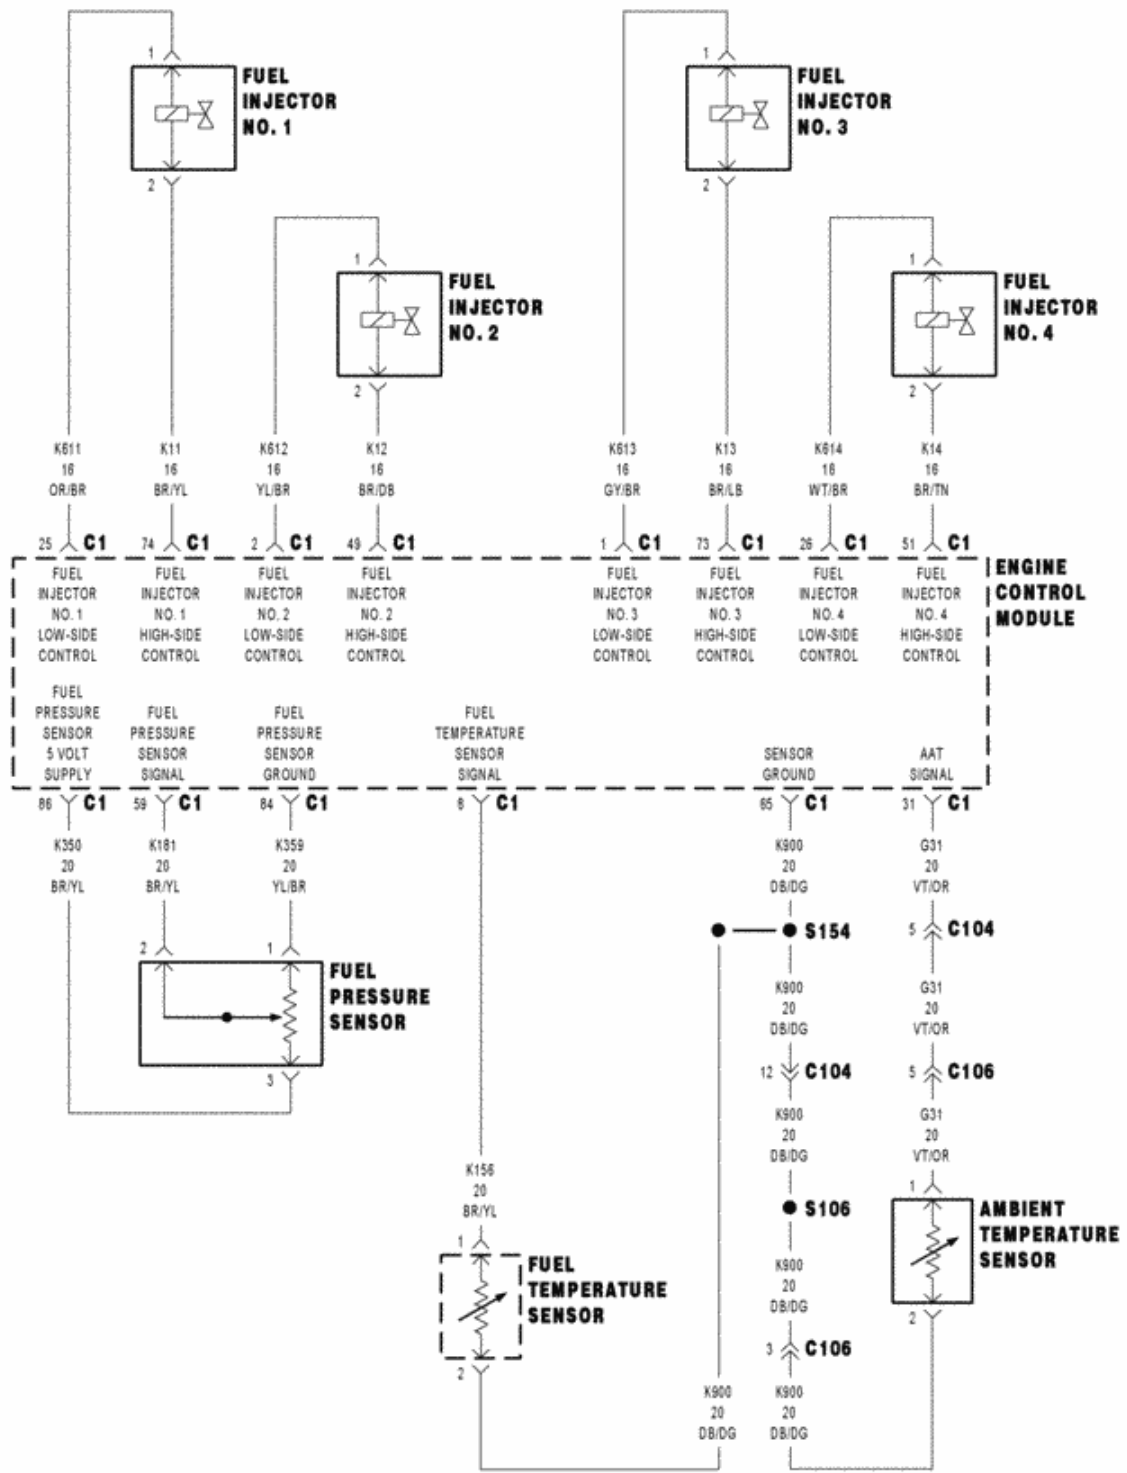 1
FUEL
INJECTOR
NO. 1
2
1
FUEL
INJECTOR
NO. 3
2
1
FUEL
INJECTOR
NO. 2
2
1
FUEL
INJECTOR
NO. 4
2
K611 K11 K612 K12 K613 K13 K614 K14
16 16 16 16 16 16 16 16
OR/BR BR/YL YL/BR BR/DB GY/BR BR/LB WT/BR BR/TN
25 C1 74 C1 2 C1 49 C1 1 C1 73 C1 26 C1 51 C1
ENGINE
CONTROL
MODULE
FUEL FUEL FUEL FUEL FUEL FUEL FUEL FUEL
INJECTOR INJECTOR INJECTOR INJECTOR INJECTOR INJECTOR INJECTOR INJECTOR
NO. 1 NO. 1 NO. 2 NO. 2 NO. 3 NO. 3 NO. 4 NO. 4
LOW-SIDE HIGH-SIDE LOW-SIDE HIGH-SIDE LOW-SIDE HIGH-SIDE LOW-SIDE HIGH-SIDE
CONTROL CONTROL CONTROL CONTROL CONTROL CONTROL CONTROL CONTROL
FUEL
PRESSURE FUEL FUEL FUEL
SENSOR PRESSURE PRESSURE TEMPERATURE
5 VOLT SENSOR SENSOR SENSOR SENSOR AAT
SUPPLY SIGNAL GROUND SIGNAL GROUND SIGNAL
86 C1 59 C1 84 C1 8 C1 65 C1 31 C1
K350 K181 K359 K900 G31
20 20 20 20 20
BR/YL BR/YL YL/BR DB/DG VT/OR
S154 5 C104
2 1
FUEL
PRESSURE
SENSOR
3
K900 G31
20 20
DB/DG VT/OR
12 C104 5 C106
K900 G31
20 20
DB/DG VT/OR
K156
20
BR/YL
1
S106
AMBIENT
TEMPERATURE
SENSOR
2
1
FUEL
TEMPERATURE
SENSOR
2
K900
20
DB/DG
3 C106
K900 K900
20 20
DB/DG DB/DG